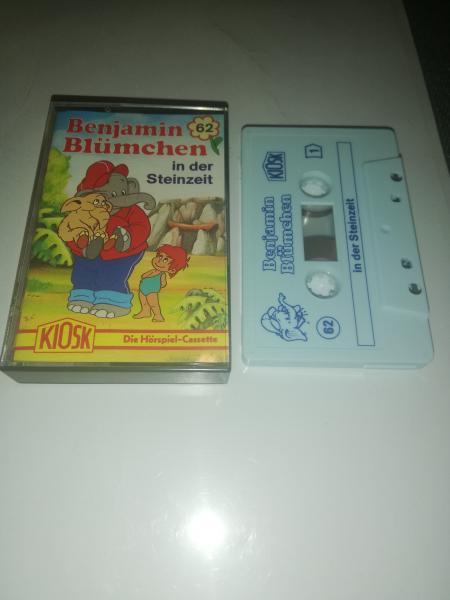 Benjamin
Blümchen
62
in der
Steinzeit
KIOSK
Die Hörspiel-Cassette
KIOSK
1
Benjamin
Blümchen
in der Steinzeit
62